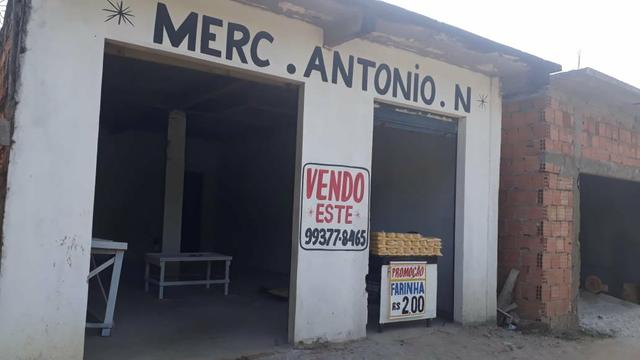 MERC. ANTONIO. N
VENDO
ESTE
99377-8465
PROMOÇÃO
FARINHA
R$ 2,00